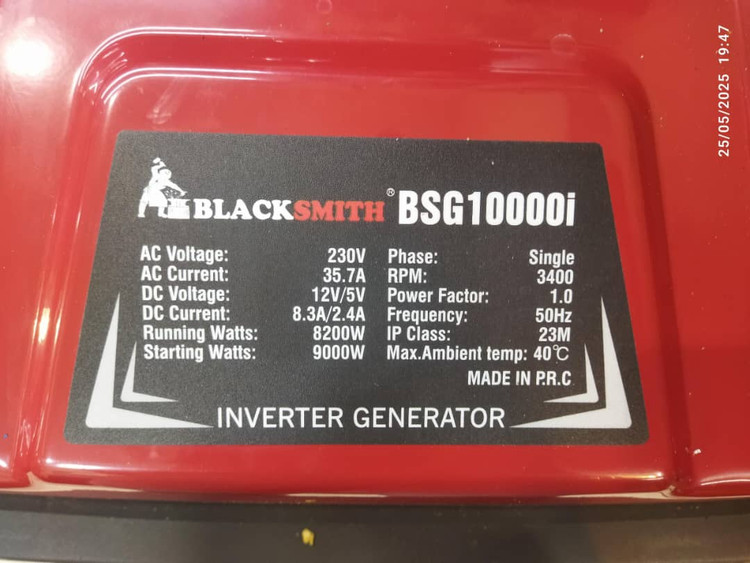 BLACKSMITH® BSG10000i
AC Voltage: 230V
AC Current: 35.7A
DC Voltage: 12V/5V
DC Current: 8.3A/2.4A
Running Watts: 8200W
Starting Watts: 9000W
Phase: Single
RPM: 3400
Power Factor: 1.0
Frequency: 50Hz
IP Class: 23M
Max.Ambient temp: 40℃
MADE IN P.R.C
INVERTER GENERATOR
25/05/2025 19:47